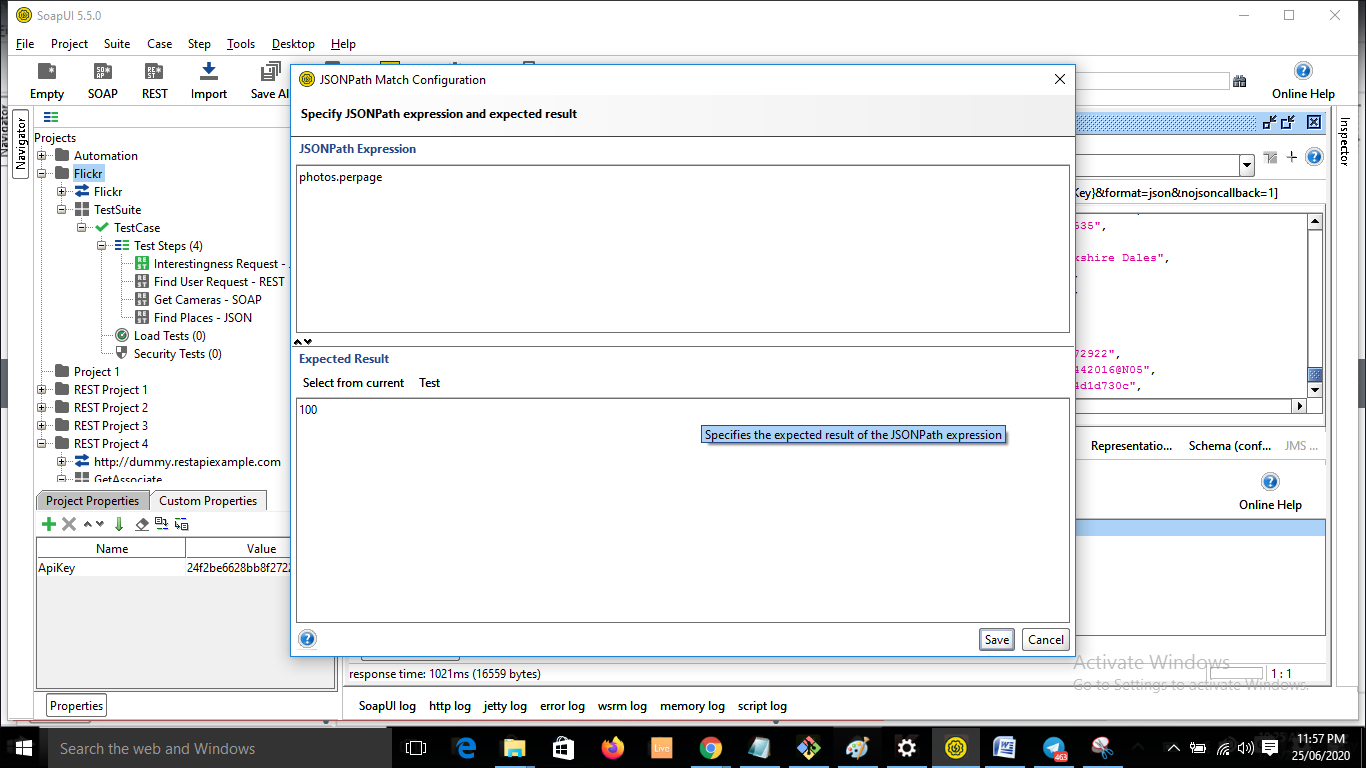 SoapUI 5.5.0
File Project Suite Case Step Tools Desktop Help
Empty SOAP REST Import Save Al
Online Help
JSONPath Match Configuration
Specify JSONPath expression and expected result
JSONPath Expression
photos.perpage
Expected Result
Select from current Test
100
Specifies the expected result of the JSONPath expression
Save Cancel
Navigator
Projects
Automation
Flickr
Flickr
TestSuite
TestCase
Test Steps (4)
Interestingness Request -
Find User Request - REST
Get Cameras - SOAP
Find Places - JSON
Load Tests (0)
Security Tests (0)
Project 1
REST Project 1
REST Project 2
REST Project 3
REST Project 4
http://dummy.restapiexample.com
GetAssociate
Project Properties Custom Properties
Name Value
ApiKey 24f2be6628bb8f272
Properties
Inspector
Key}&format=json&nojsoncallback=1]
535",
kshire Dales",
72922",
442016@N05",
4d1d730c",
Representatio... Schema (conf... JMS ...
Online Help
response time: 1021ms (16559 bytes)
1 : 1
Activate Windows
Go to Settings to activate Windows.
SoapUI log http log jetty log error log wsrm log memory log script log
Search the web and Windows
Live
463
11:57 PM
25/06/2020